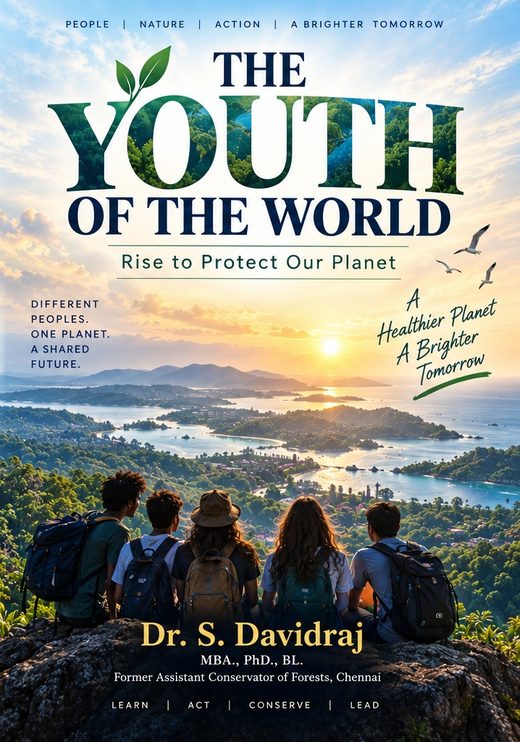 PEOPLE | NATURE | ACTION | A BRIGHTER TOMORROW
THE
YOUTH
OF THE WORLD
Rise to Protect Our Planet
DIFFERENT
PEOPLES.
ONE PLANET.
A SHARED
FUTURE.
A
Healthier Planet
A Brighter
Tomorrow
Dr. S. Davidraj
MBA., PhD., BL.
Former Assistant Conservator of Forests, Chennai
LEARN | ACT | CONSERVE | LEAD